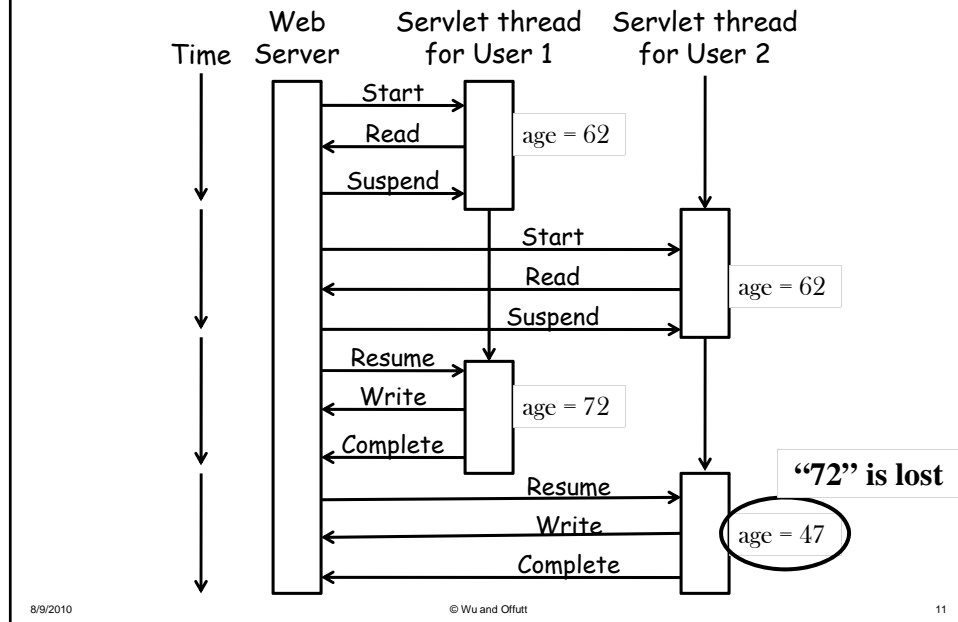 Web
Server
Servlet thread
for User 1
Servlet thread
for User 2
Time
Start
Read
age = 62
Suspend
Start
Read
age = 62
Suspend
Resume
Write
age = 72
Complete
“72” is lost
Resume
Write
age = 47
Complete
8/9/2010
© Wu and Offutt
11